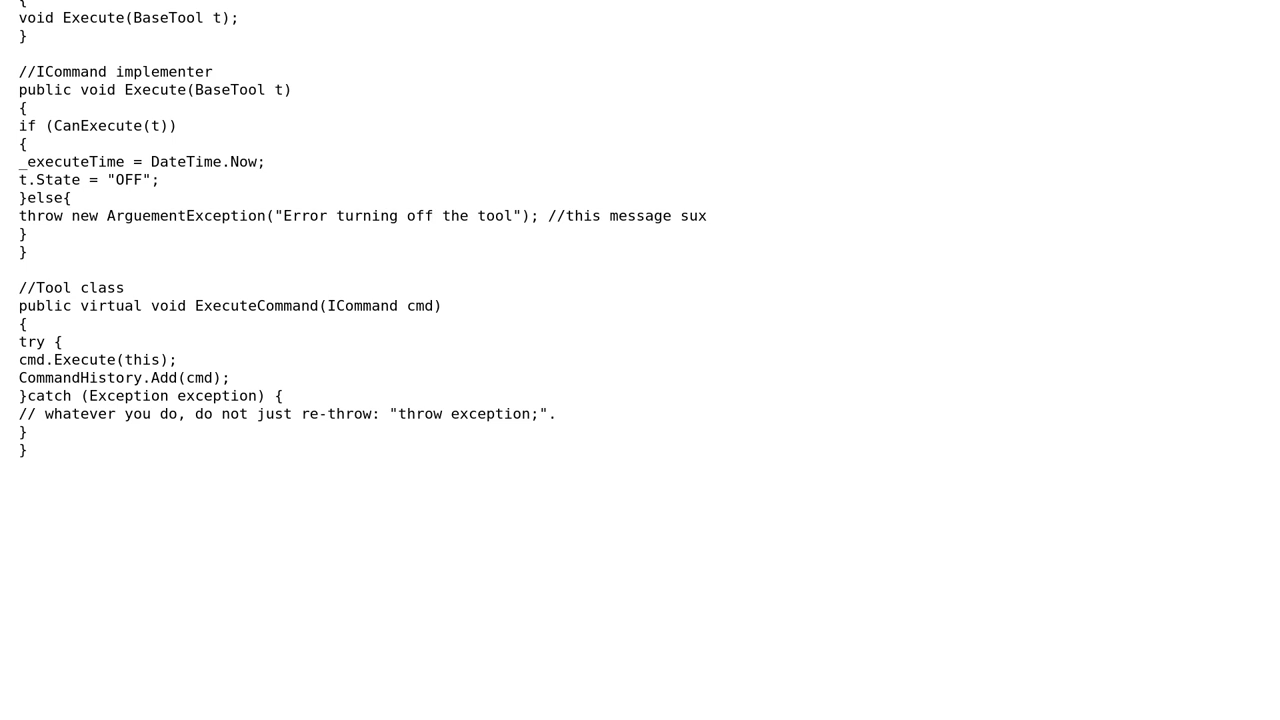 {
void Execute(BaseTool t);
}

//ICommand implementer
public void Execute(BaseTool t)
{
if (CanExecute(t))
{
_executeTime = DateTime.Now;
t.State = "OFF";
}else{
throw new ArguementException("Error turning off the tool"); //this message sux
}
}

//Tool class
public virtual void ExecuteCommand(ICommand cmd)
{
try {
cmd.Execute(this);
CommandHistory.Add(cmd);
}catch (Exception exception) {
// whatever you do, do not just re-throw: "throw exception;".
}
}